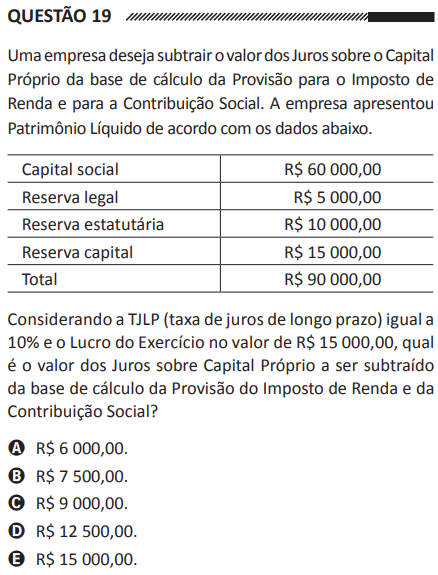 QUESTÃO 19
Uma empresa deseja subtrair o valor dos Juros sobre o Capital
Próprio da base de cálculo da Provisão para o Imposto de
Renda e para a Contribuição Social. A empresa apresentou
Patrimônio Líquido de acordo com os dados abaixo.
Capital social R$ 60 000,00
Reserva legal R$ 5 000,00
Reserva estatutária R$ 10 000,00
Reserva capital R$ 15 000,00
Total R$ 90 000,00
Considerando a TJLP (taxa de juros de longo prazo) igual a
10% e o Lucro do Exercício no valor de R$ 15 000,00, qual
é o valor dos Juros sobre Capital Próprio a ser subtraído
da base de cálculo da Provisão do Imposto de Renda e da
Contribuição Social?
A R$ 6 000,00.
B R$ 7 500,00.
C R$ 9 000,00.
D R$ 12 500,00.
E R$ 15 000,00.